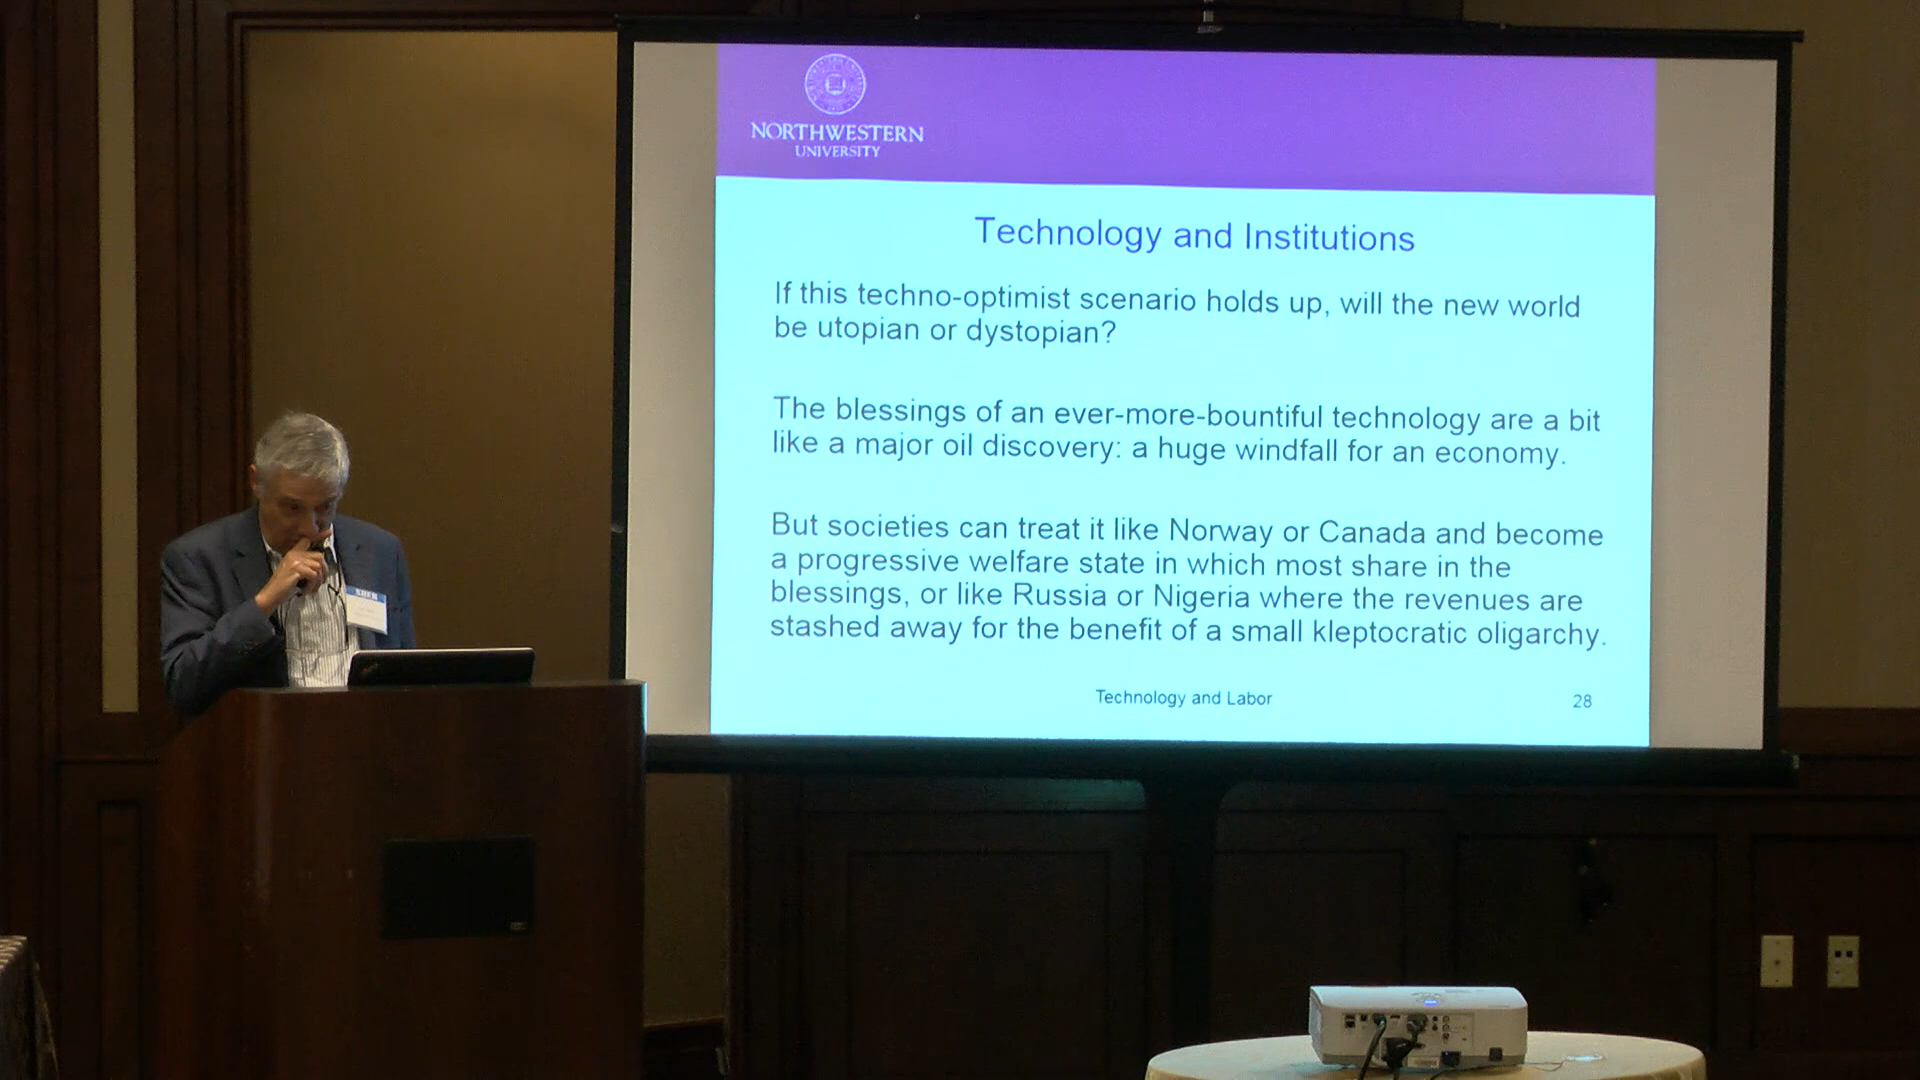 NORTHWESTERN
UNIVERSITY
Technology and Institutions
If this techno-optimist scenario holds up, will the new world
be utopian or dystopian?
The blessings of an ever-more-bountiful technology are a bit
like a major oil discovery: a huge windfall for an economy.
But societies can treat it like Norway or Canada and become
a progressive welfare state in which most share in the
blessings, or like Russia or Nigeria where the revenues are
stashed away for the benefit of a small kleptocratic oligarchy.
Technology and Labor
28
NBER